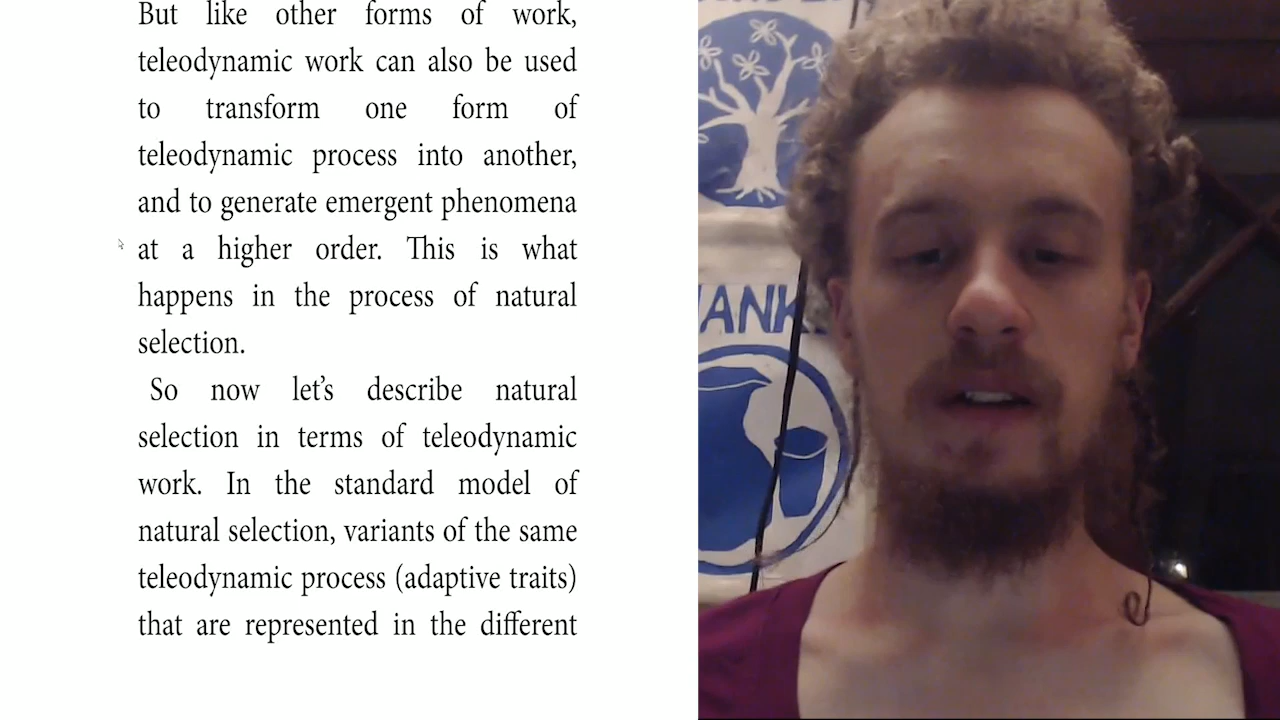 But like other forms of work,
teleodynamic work can also be used
to transform one form of
teleodynamic process into another,
and to generate emergent phenomena
at a higher order. This is what
happens in the process of natural
selection.
So now let’s describe natural
selection in terms of teleodynamic
work. In the standard model of
natural selection, variants of the same
teleodynamic process (adaptive traits)
that are represented in the different